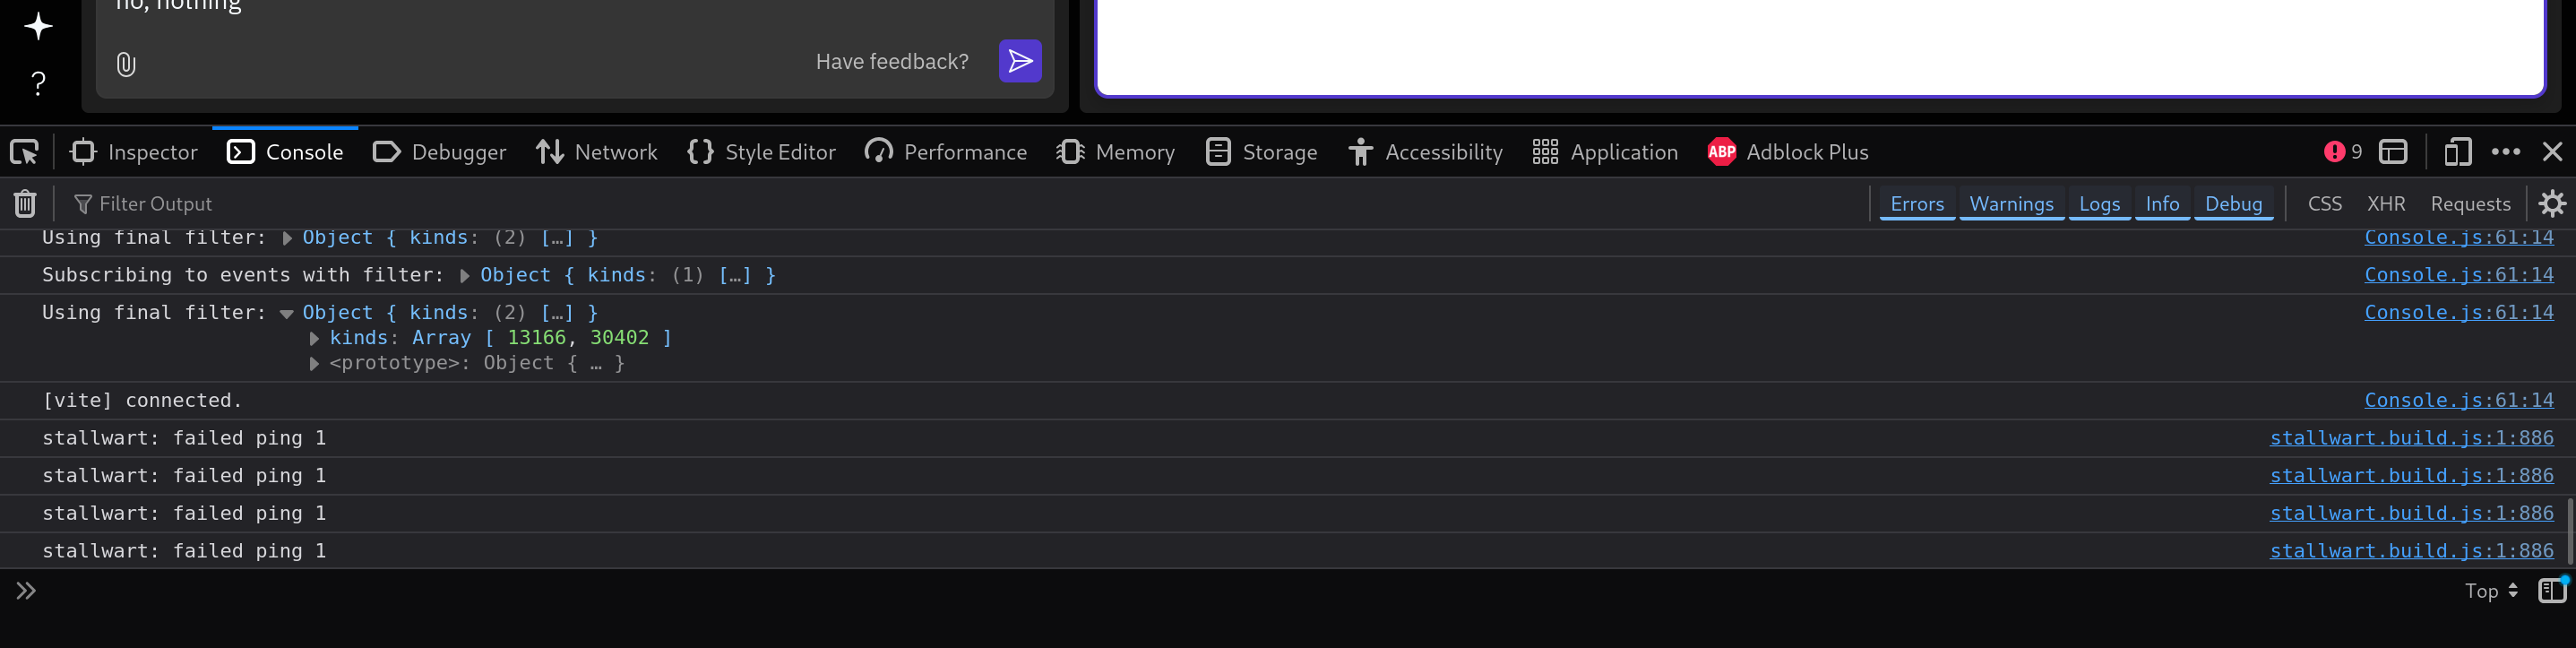 no, nothing
?
Have feedback?
Inspector Console Debugger Network Style Editor Performance Memory Storage Accessibility Application ABP Adblock Plus 9
Filter Output Errors Warnings Logs Info Debug CSS XHR Requests
Using final filter: Object { kinds: (2) […] } Console.js:61:14
Subscribing to events with filter: Object { kinds: (1) […] } Console.js:61:14
Using final filter: Object { kinds: (2) […] } Console.js:61:14
kinds: Array [ 13166, 30402 ]
<prototype>: Object { … }
[vite] connected. Console.js:61:14
stallwart: failed ping 1 stallwart.build.js:1:886
stallwart: failed ping 1 stallwart.build.js:1:886
stallwart: failed ping 1 stallwart.build.js:1:886
stallwart: failed ping 1 stallwart.build.js:1:886
Top